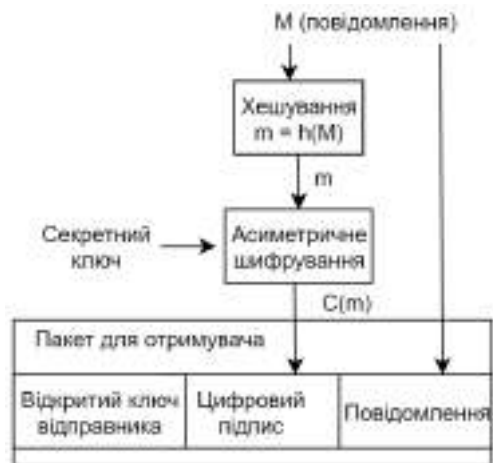 M (повідомлення)
Хешування
m = h(M)
m
Секретний
ключ
Асиметричне
шифрування
C(m)
Пакет для отримувача
Відкритий ключ
відправника
Цифровий
підпис
Повідомлення